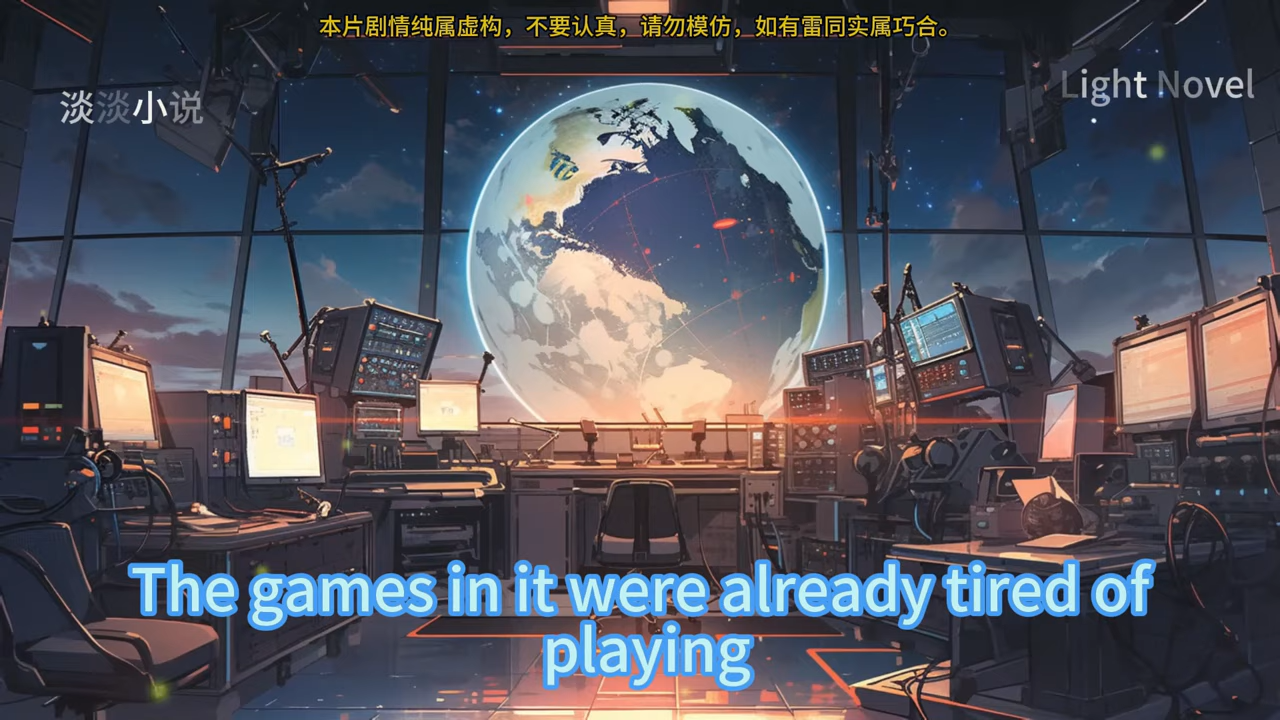 本片剧情纯属虚构，不要认真，请勿模仿，如有雷同实属巧合。
淡淡小说
Light Novel
The games in it were already tired of
playing